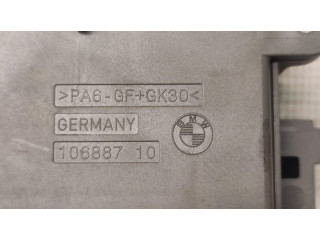 >PA6-GF+GK30<
GERMANY
BMW
106887 10